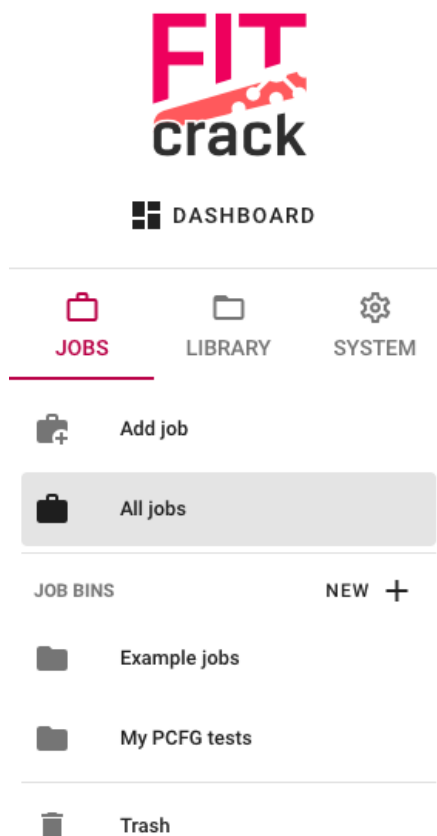 FIT
crack
DASHBOARD
JOBS LIBRARY SYSTEM
Add job
All jobs
JOB BINS NEW +
Example jobs
My PCFG tests
Trash